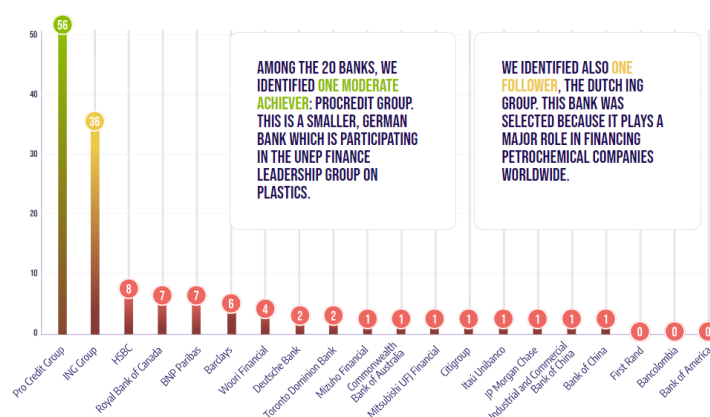 56
50
AMONG THE 20 BANKS, WE
IDENTIFIED ONE MODERATE
ACHIEVER: PROCREDIT GROUP.
THIS IS A SMALLER, GERMAN
BANK WHICH IS PARTICIPATING
IN THE UNEP FINANCE
LEADERSHIP GROUP ON
PLASTICS.
WE IDENTIFIED ALSO ONE
FOLLOWER, THE DUTCH ING
GROUP. THIS BANK WAS
SELECTED BECAUSE IT PLAYS A
MAJOR ROLE IN FINANCING
PETROCHEMICAL COMPANIES
WORLDWIDE.
40
36
30
20
10
8
7
7
6
4
2
2
1
1
1
1
1
1
1
1
0
0
0
0
Pro Credit Group
ING Group
HSBC
Royal Bank of Canada
BNP Paribas
Barclays
Woori Financial
Deutsche Bank
Toronto Dominion Bank
Mizuho Financial
Commonwealth
Bank of Australia
Mitsubishi UFJ Financial
Citigroup
Itaú Unibanco
JP Morgan Chase
Industrial and Commercial
Bank of China
Bank of China
First Rand
Bancolombia
Bank of America